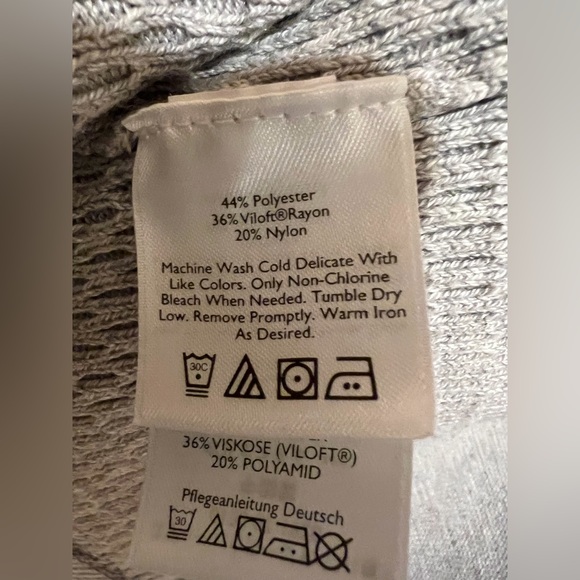 44% Polyester
36% Viloft®Rayon
20% Nylon
Machine Wash Cold Delicate With
Like Colors. Only Non-Chlorine
Bleach When Needed. Tumble Dry
Low. Remove Promptly. Warm Iron
As Desired.
30C
36% VISKOSE (VILOFT®)
20% POLYAMID
Pflegeanleitung Deutsch
30